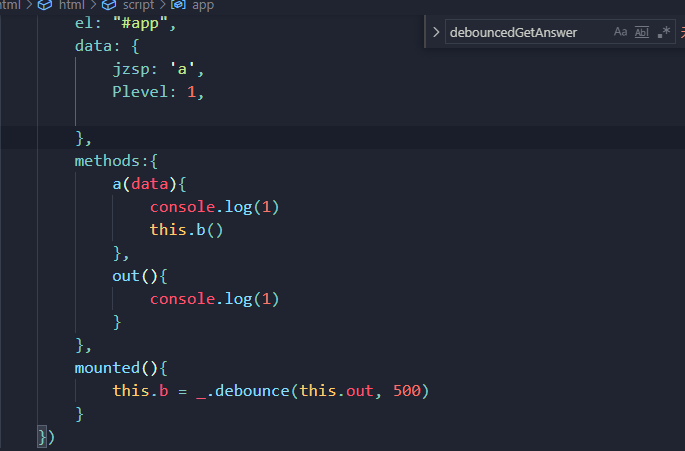 html > html > script > app
el: "#app",
debouncedGetAnswer Aa Abl .*
data: {
jzsp: 'a',
Plevel: 1,
},
methods:{
a(data){
console.log(1)
this.b()
},
out(){
console.log(1)
}
},
mounted(){
this.b = _.debounce(this.out, 500)
}
})